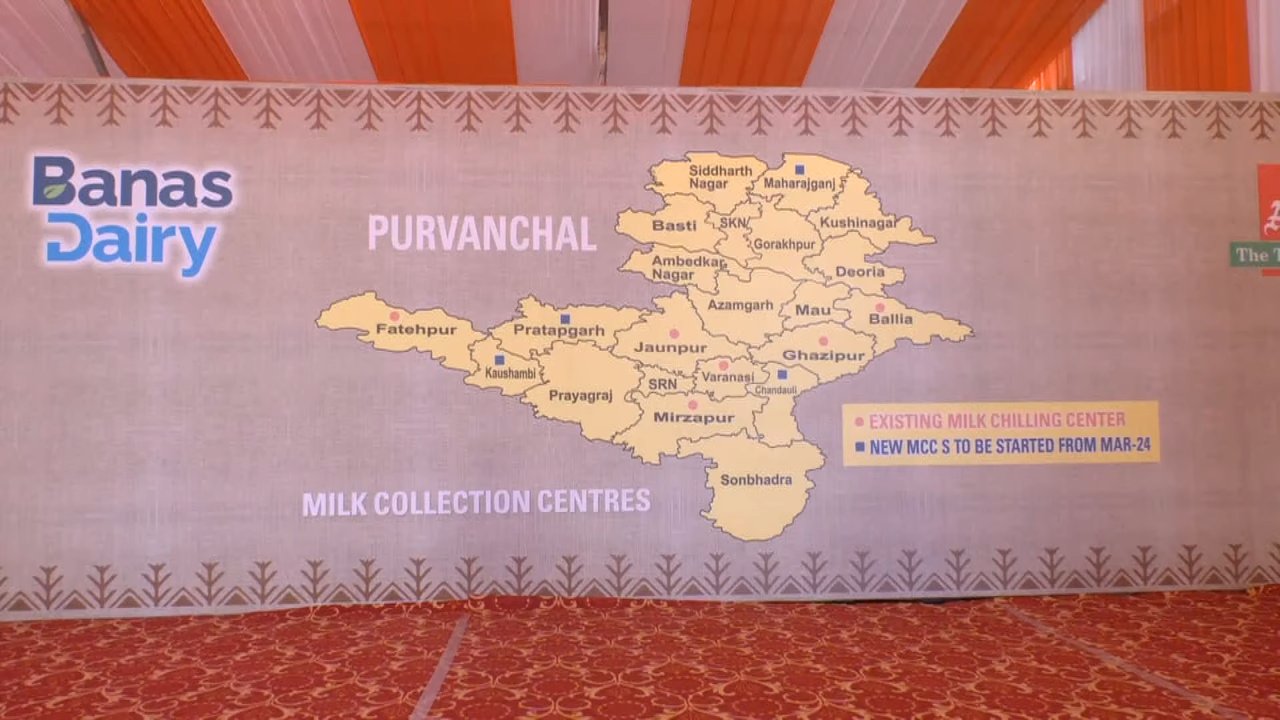 Banas
Dairy
PURVANCHAL
Siddharth
Nagar
Maharajganj
Basti
SKN
Gorakhpur
Kushinagar
Ambedkar
Nagar
Deoria
Azamgarh
Mau
Ballia
Fatehpur
Pratapgarh
Jaunpur
Ghazipur
Kaushambi
Prayagraj
SRN
Varanasi
Chandauli
Mirzapur
Sonbhadra
EXISTING MILK CHILLING CENTER
NEW MCC S TO BE STARTED FROM MAR-24
MILK COLLECTION CENTRES
The